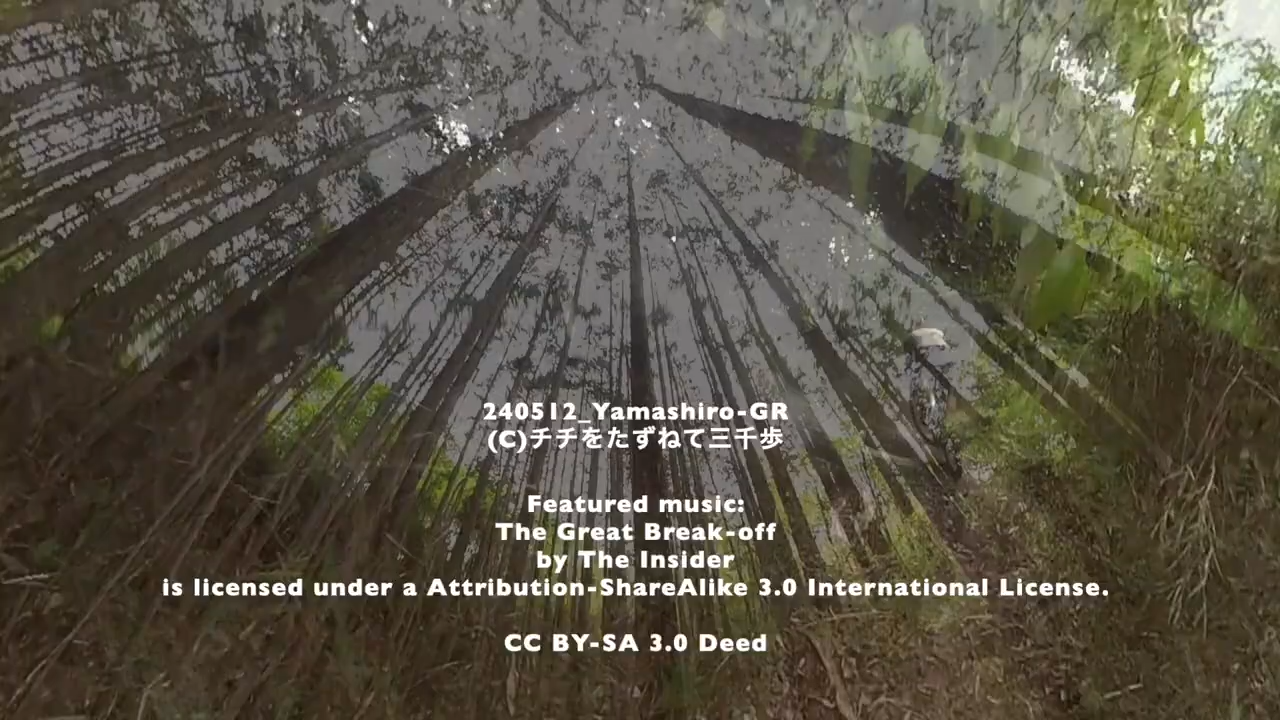 240512_Yamashiro-GR
(C)チチをたずねて三千歩
Featured music:
The Great Break-off
by The Insider
is licensed under a Attribution-ShareAlike 3.0 International License.
CC BY-SA 3.0 Deed